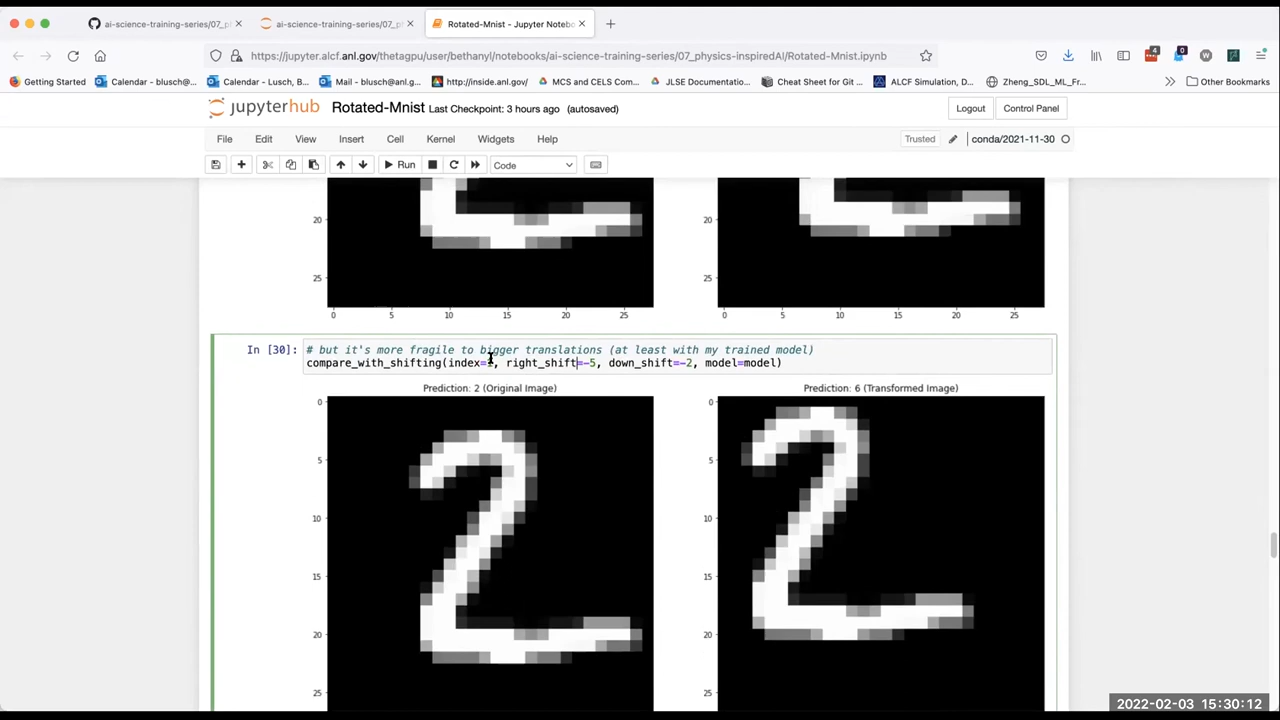 ai-science-training-series/07_ph
ai-science-training-series/07_ph
Rotated-Mnist - Jupyter Notebo
https://jupyter.alcf.anl.gov/thetagpu/user/bethanyl/notebooks/ai-science-training-series/07_physics-inspiredAI/Rotated-Mnist.ipynb
4 0 W
Getting Started Calendar - blusch@... Calendar - Lusch, B... Mail - blusch@anl.g... http://inside.anl.gov/ MCS and CELS Com... JLSE Documentatio... Cheat Sheet for Git ... ALCF Simulation, D... Zheng_SDL_ML_Fr... Other Bookmarks
jupyterhub Rotated-Mnist Last Checkpoint: 3 hours ago (autosaved) Logout Control Panel
File Edit View Insert Cell Kernel Widgets Help Trusted conda/2021-11-30
Run Code
20 20
25 25
0 5 10 15 20 25 0 5 10 15 20 25
In [30]: # but it's more fragile to bigger translations (at least with my trained model)
compare_with_shifting(index=1, right_shift=-5, down_shift=-2, model=model)
Prediction: 2 (Original Image) Prediction: 6 (Transformed Image)
0 0
5 5
10 10
15 15
20 20
25 25
2022-02-03 15:30:12